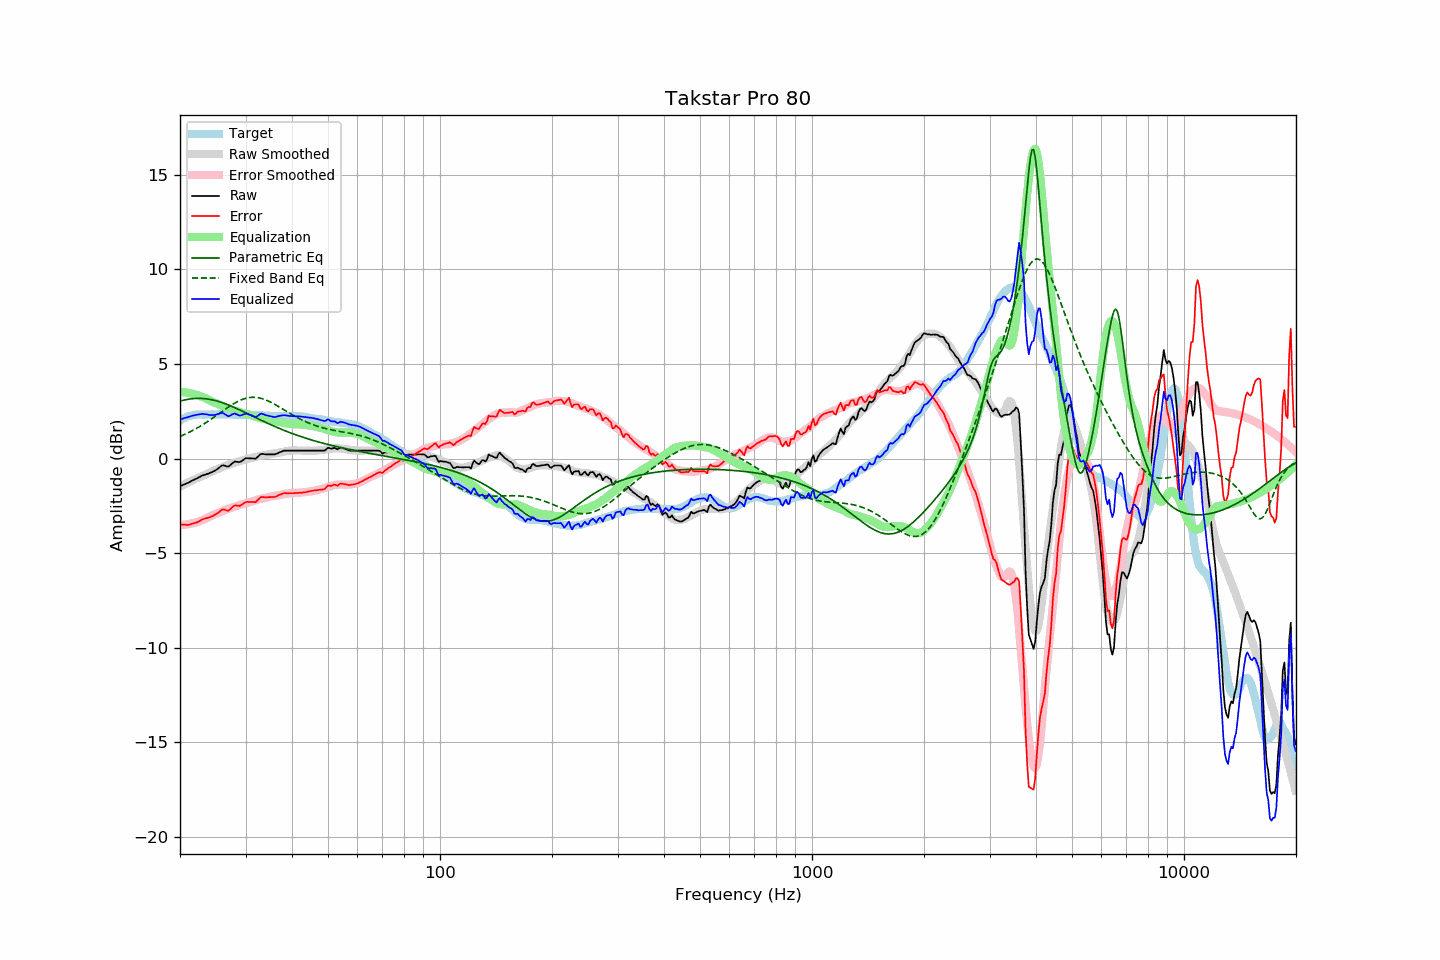 Takstar Pro 80
Target
Raw Smoothed
Error Smoothed
Raw
Error
Equalization
Parametric Eq
Fixed Band Eq
Equalized
15
10
5
0
−5
−10
−15
−20
Amplitude (dBr)
100
1000
10000
Frequency (Hz)